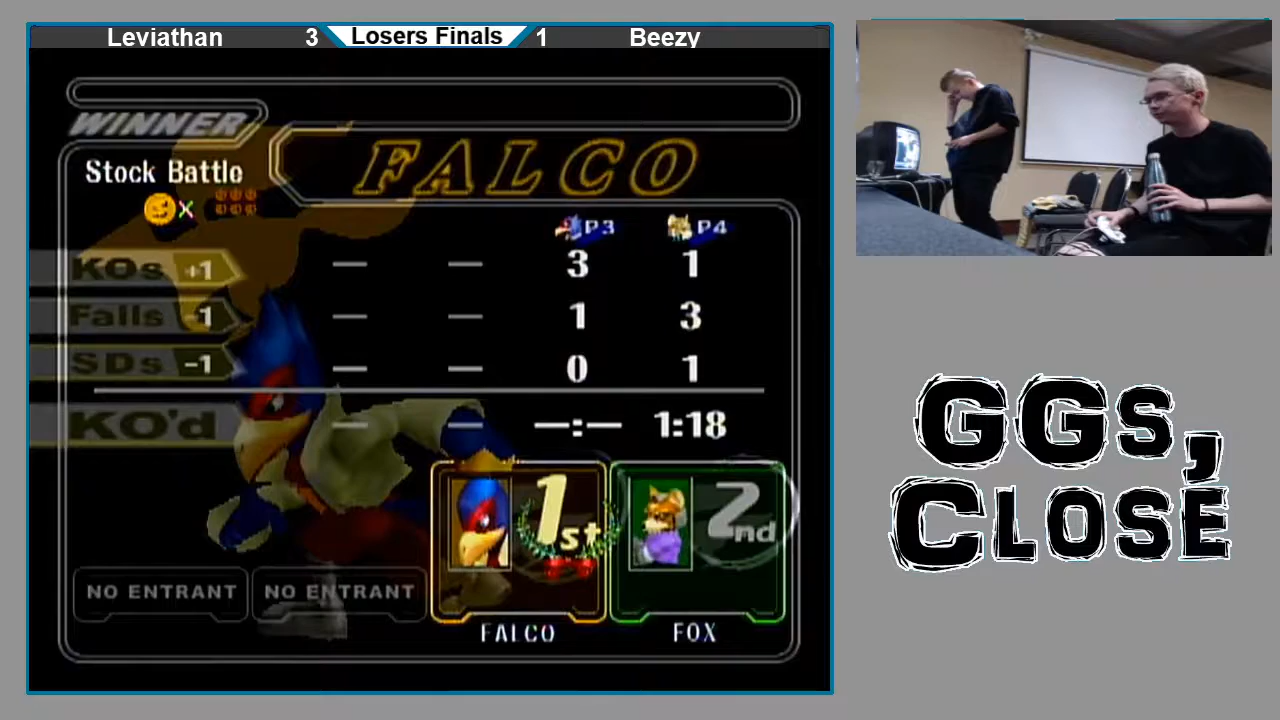 Leviathan 3 Losers Finals 1 Beezy
WINNER
FALCO
Stock Battle
P3 P4
KOs +1 — — 3 1
Falls -1 — — 1 3
SDs -1 — — 0 1
KO'd — — —:— 1:18
1st 2nd
NO ENTRANT NO ENTRANT
FALCO FOX
GGs,
Close